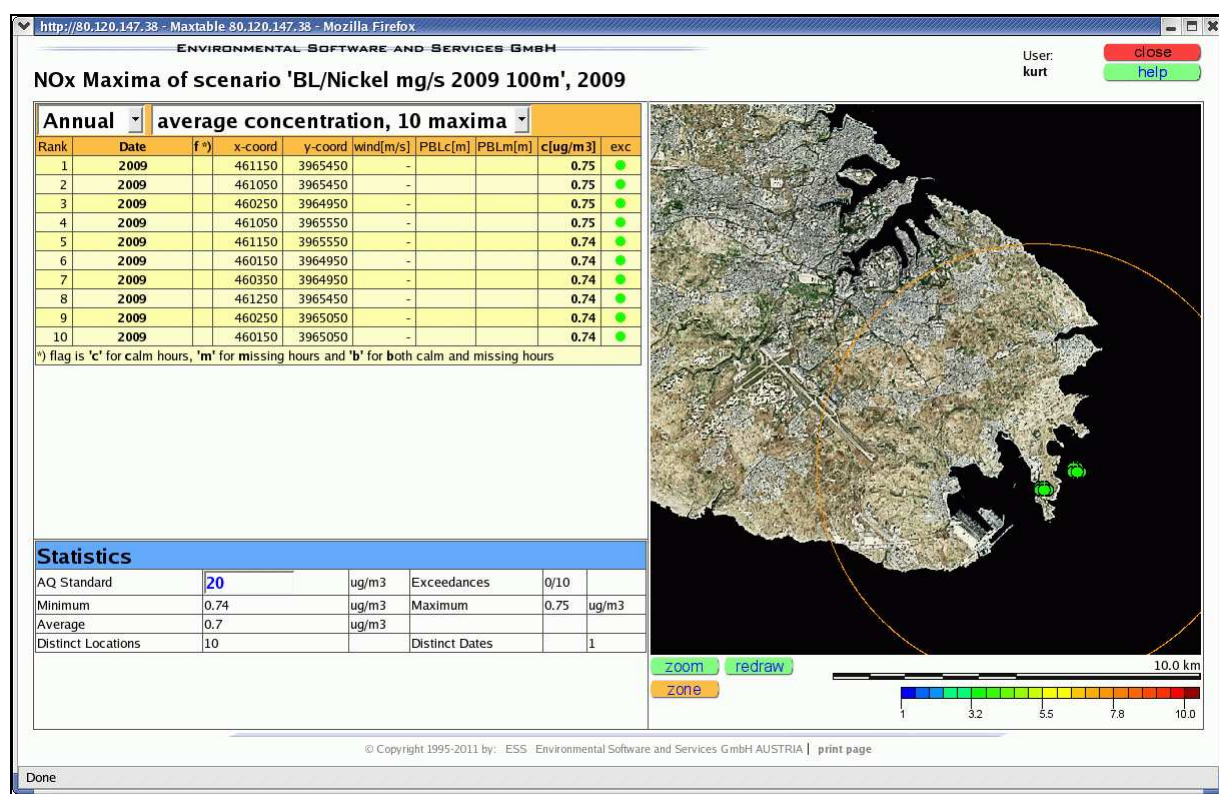 http://80.120.147.38 - Maxtable 80.120.147.38 - Mozilla Firefox
ENVIRONMENTAL SOFTWARE AND SERVICES GMBH
User:
kurt
close
help
NOx Maxima of scenario 'BL/Nickel mg/s 2009 100m', 2009
Annual average concentration, 10 maxima
Rank Date f *) x-coord y-coord wind[m/s] PBLc[m] PBLm[m] c[ug/m3] exc
1 2009 461150 3965450 - 0.75
2 2009 461050 3965450 - 0.75
3 2009 460250 3964950 - 0.75
4 2009 461050 3965550 - 0.75
5 2009 461150 3965550 - 0.74
6 2009 460150 3964950 - 0.74
7 2009 460350 3964950 - 0.74
8 2009 461250 3965450 - 0.74
9 2009 460250 3965050 - 0.74
10 2009 460150 3965050 - 0.74
*) flag is 'c' for calm hours, 'm' for missing hours and 'b' for both calm and missing hours
Statistics
AQ Standard 20 ug/m3 Exceedances 0/10
Minimum 0.74 ug/m3 Maximum 0.75 ug/m3
Average 0.7 ug/m3
Distinct Locations 10 Distinct Dates 1
zoom redraw 10.0 km
zone
1 3.2 5.5 7.8 10.0
© Copyright 1995-2011 by: ESS Environmental Software and Services GmbH AUSTRIA | print page
Done